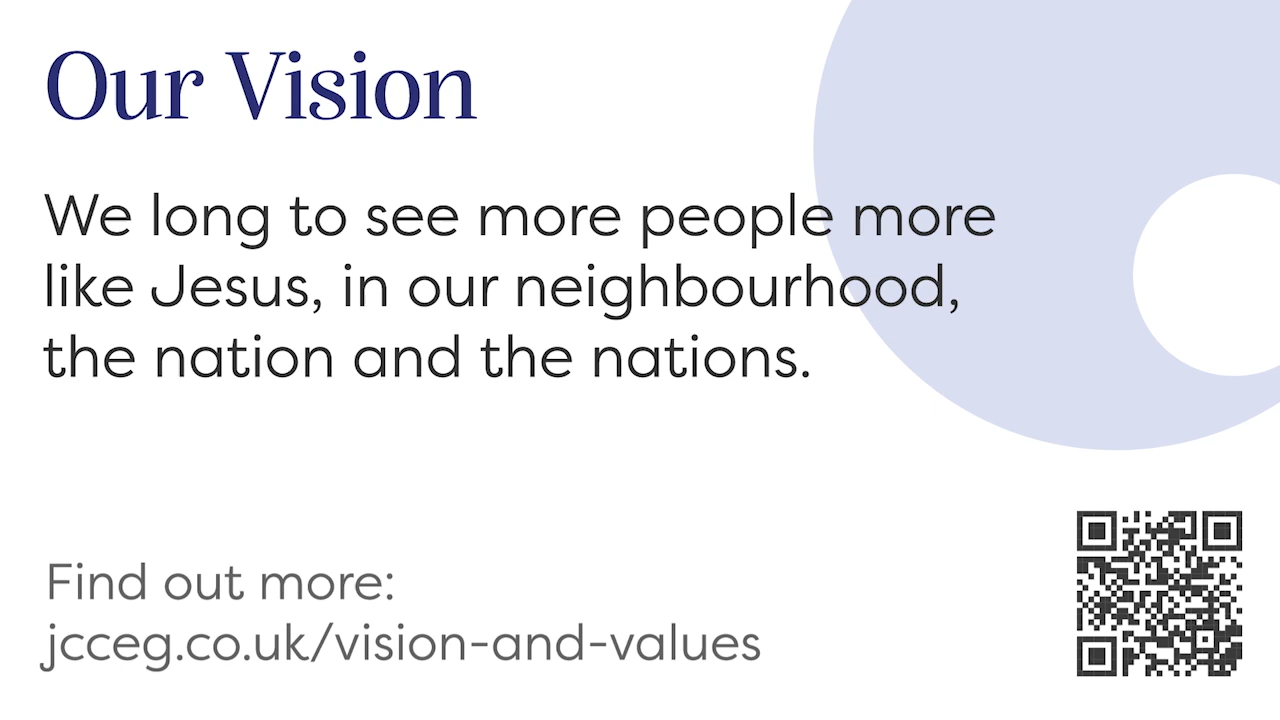 Our Vision
We long to see more people more
like Jesus, in our neighbourhood,
the nation and the nations.
Find out more:
jcceg.co.uk/vision-and-values